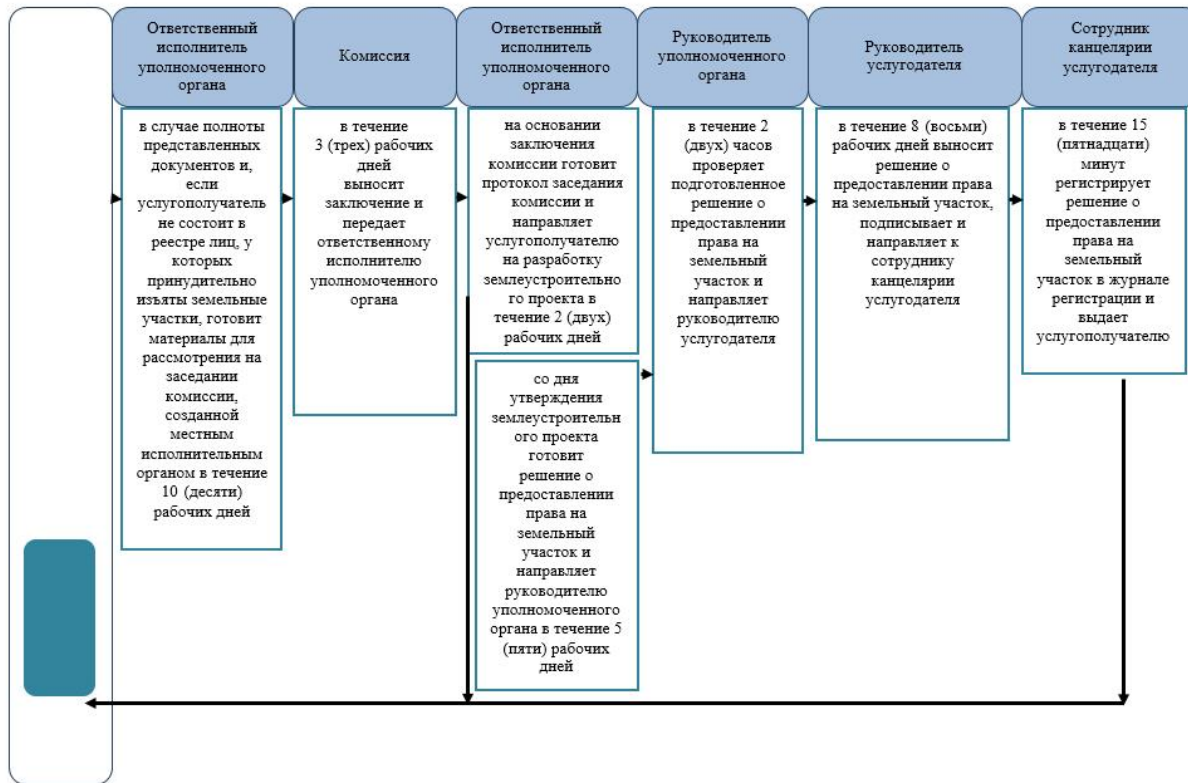 Ответственный
исполнитель
уполномоченного
органа
Комиссия
Ответственный
исполнитель
уполномоченного
органа
Руководитель
уполномоченного
органа
Руководитель
услугодателя
Сотрудник
канцелярии
услугодателя
в случае полноты
представленных
документов и,
если
услугополучатель
не состоит в
реестре лиц, у
которых
принудительно
изъяты земельные
участки, готовит
материалы для
рассмотрения на
заседании
комиссии,
созданной
местным
исполнительным
органом в течение
10 (десяти)
рабочих дней
в течение
3 (трех) рабочих
дней
выносит
заключение и
передает
ответственному
исполнителю
уполномоченного
органа
на основании
заключения
комиссии готовит
протокол заседания
комиссии и
направляет
услугополучателю
на разработку
землеустроительно
го проекта в
течение 2 (двух)
рабочих дней
со дня
утверждения
землеустроительн
ого проекта
готовит
решение о
предоставлении
права на
земельный
участок и
направляет
руководителю
уполномоченного
органа в течение 5
(пяти) рабочих
дней
в течение 2
(двух) часов
проверяет
подготовленное
решение о
предоставлении
права на
земельный
участок и
направляет
руководителю
услугодателя
в течение 8 (восьми)
рабочих дней выносит
решение о
предоставлении права
на земельный участок,
подписывает и
направляет к
сотруднику
канцелярии
услугодателя
в течение 15
(пятнадцати)
минут
регистрирует
решение о
предоставлении
права на
земельный
участок в журнале
регистрации и
выдает
услугополучателю